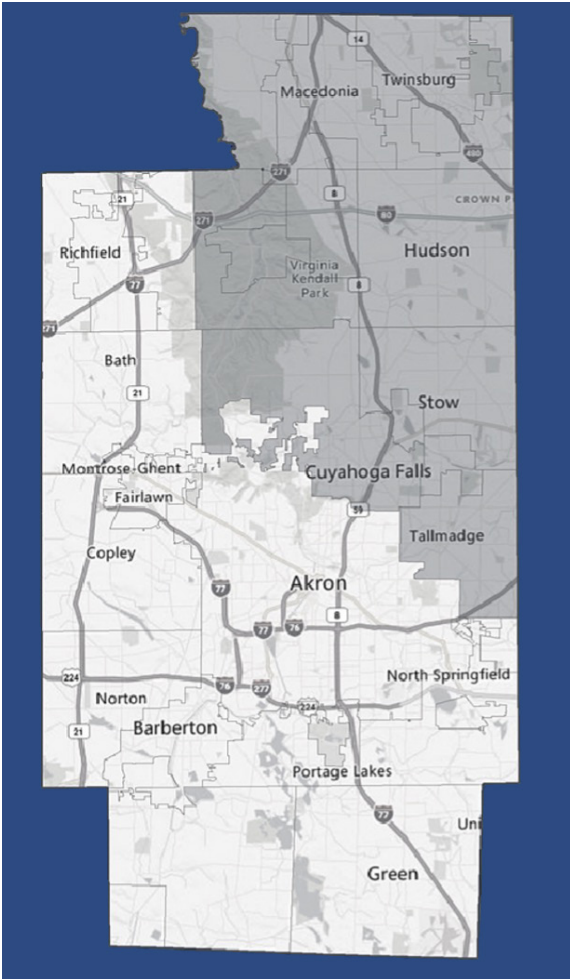 14
Twinsburg
Macedonia
480
271
21
8
CROWN P
271
80
Richfield
Hudson
Virginia
Kendall
Park
77
8
271
Bath
21
Stow
Montrose-Ghent
Cuyahoga Falls
Fairlawn
59
Tallmadge
Copley
Akron
77
8
77
76
224
North Springfield
76
277
Norton
224
21
Barberton
Portage Lakes
77
Uni
Green